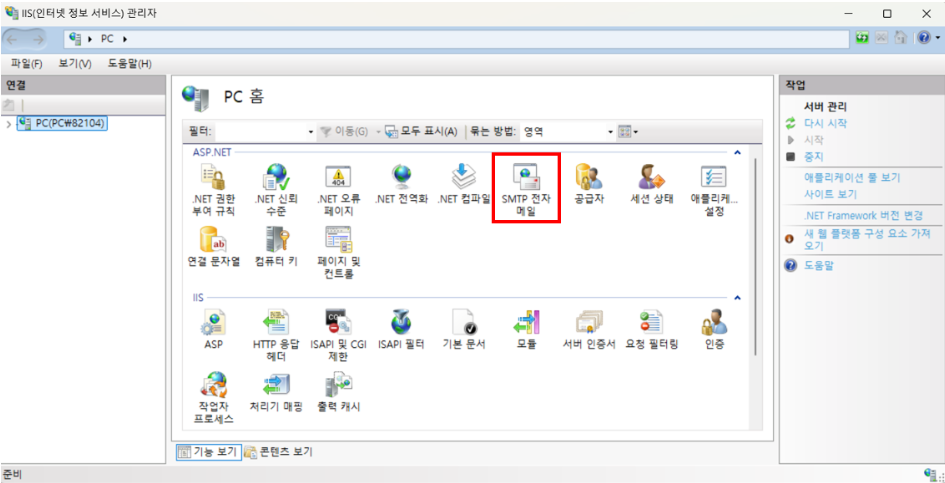 IIS(인터넷 정보 서비스) 관리자
PC
파일(F) 보기(V) 도움말(H)
연결
PC(PC₩82104)
PC 홈
필터: 이동(G) 모두 표시(A) 묶는 방법: 영역
ASP.NET
.NET 권한 부여 규칙
.NET 신뢰 수준
.NET 오류 페이지
.NET 전역화
.NET 컴파일
SMTP 전자 메일
공급자
세션 상태
애플리케... 설정
연결 문자열
컴퓨터 키
페이지 및 컨트롤
IIS
ASP
HTTP 응답 헤더
ISAPI 및 CGI 제한
ISAPI 필터
기본 문서
모듈
서버 인증서
요청 필터링
인증
작업자 프로세스
처리기 매핑
출력 캐시
기능 보기 콘텐츠 보기
작업
서버 관리
다시 시작
시작
중지
애플리케이션 풀 보기
사이트 보기
.NET Framework 버전 변경
새 웹 플랫폼 구성 요소 가져
오기
도움말
준비